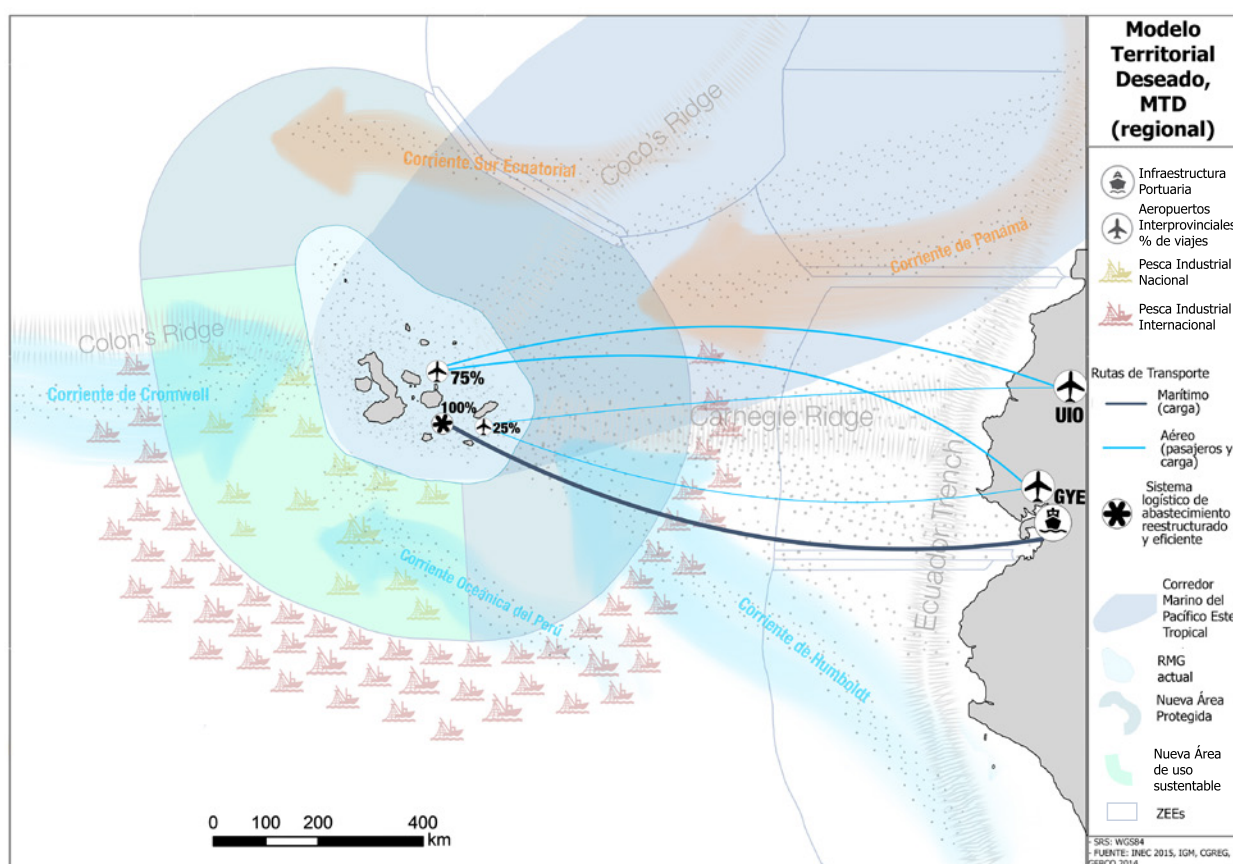 Modelo
Territorial
Deseado,
MTD
(regional)
Infraestructura
Portuaria
Aeropuertos
Interprovinciales
% de viajes
Pesca Industrial
Nacional
Pesca Industrial
Internacional
Rutas de Transporte
Marítimo
(carga)
Aéreo
(pasajeros y
carga)
Sistema
logístico de
abastecimiento
reestructurado
y eficiente
Corredor
Marino del
Pacífico Este
Tropical
RMG
actual
Nueva Área
Protegida
Nueva Área
de uso
sustentable
ZEEs
- SRS: WGS84
- FUENTE: INEC 2015, IGM, CGREG,
GEBCO 2014
Coco's Ridge
Corriente Sur Ecuatorial
Corriente de Panamá.
Colon's Ridge
Corriente de Cromwell
75%
100%
25%
Carnegie Ridge
UIO
GYE
Ecuador Trench
Corriente Oceánica del Perú
Corriente de Humboldt
0 100 200 400
km